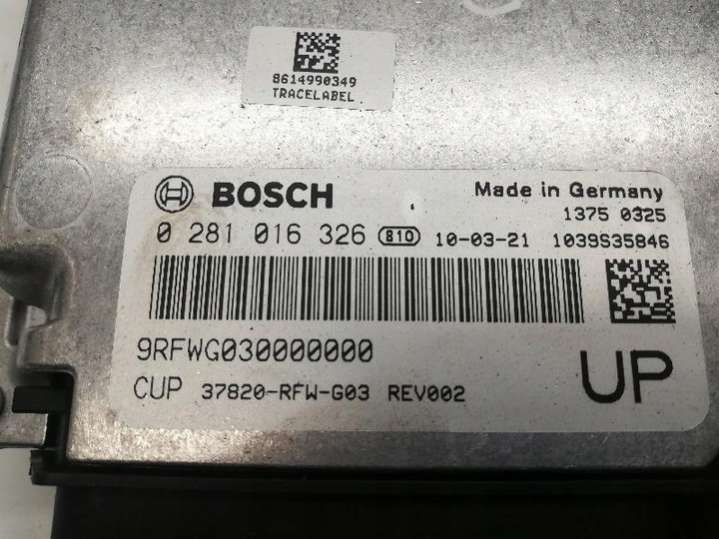 8614990349
TRACELABEL
BOSCH
Made in Germany
1375 0325
0 281 016 326 810 10-03-21 1039S35846
9RFWG030000000
CUP 37820-RFW-G03 REV002
UP